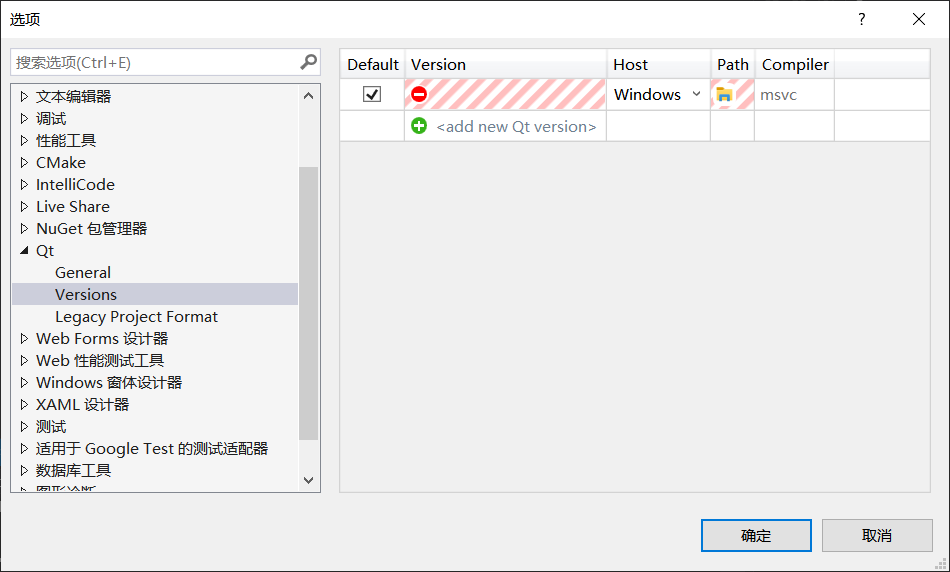 选项
?
搜索选项(Ctrl+E)
文本编辑器
调试
性能工具
CMake
IntelliCode
Live Share
NuGet 包管理器
Qt
General
Versions
Legacy Project Format
Web Forms 设计器
Web 性能测试工具
Windows 窗体设计器
XAML 设计器
测试
适用于 Google Test 的测试适配器
数据库工具
图形诊断
Default Version Host Path Compiler
Windows msvc
<add new Qt version>
确定 取消